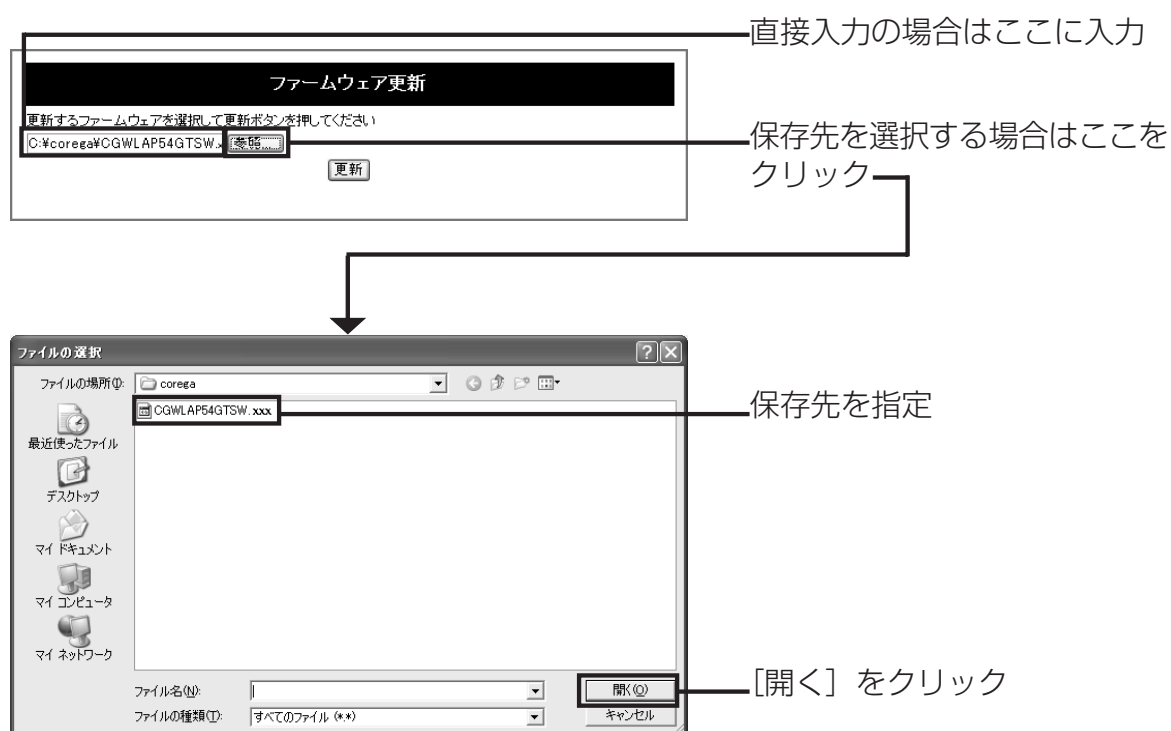 直接入力の場合はここに入力
ファームウェア更新
更新するファームウェアを選択して更新ボタンを押してください
C:¥corega¥CGWLAP54GTSW.x
参照...
保存先を選択する場合はここを
クリック
更新
ファイルの選択
ファイルの場所(I):
corega
CGWLAP54GTSW.xxx
保存先を指定
最近使ったファイル
デスクトップ
マイ ドキュメント
マイ コンピュータ
マイ ネットワーク
ファイル名(N):
開く(O)
[開く] をクリック
ファイルの種類(T):
すべてのファイル (*.*)
キャンセル